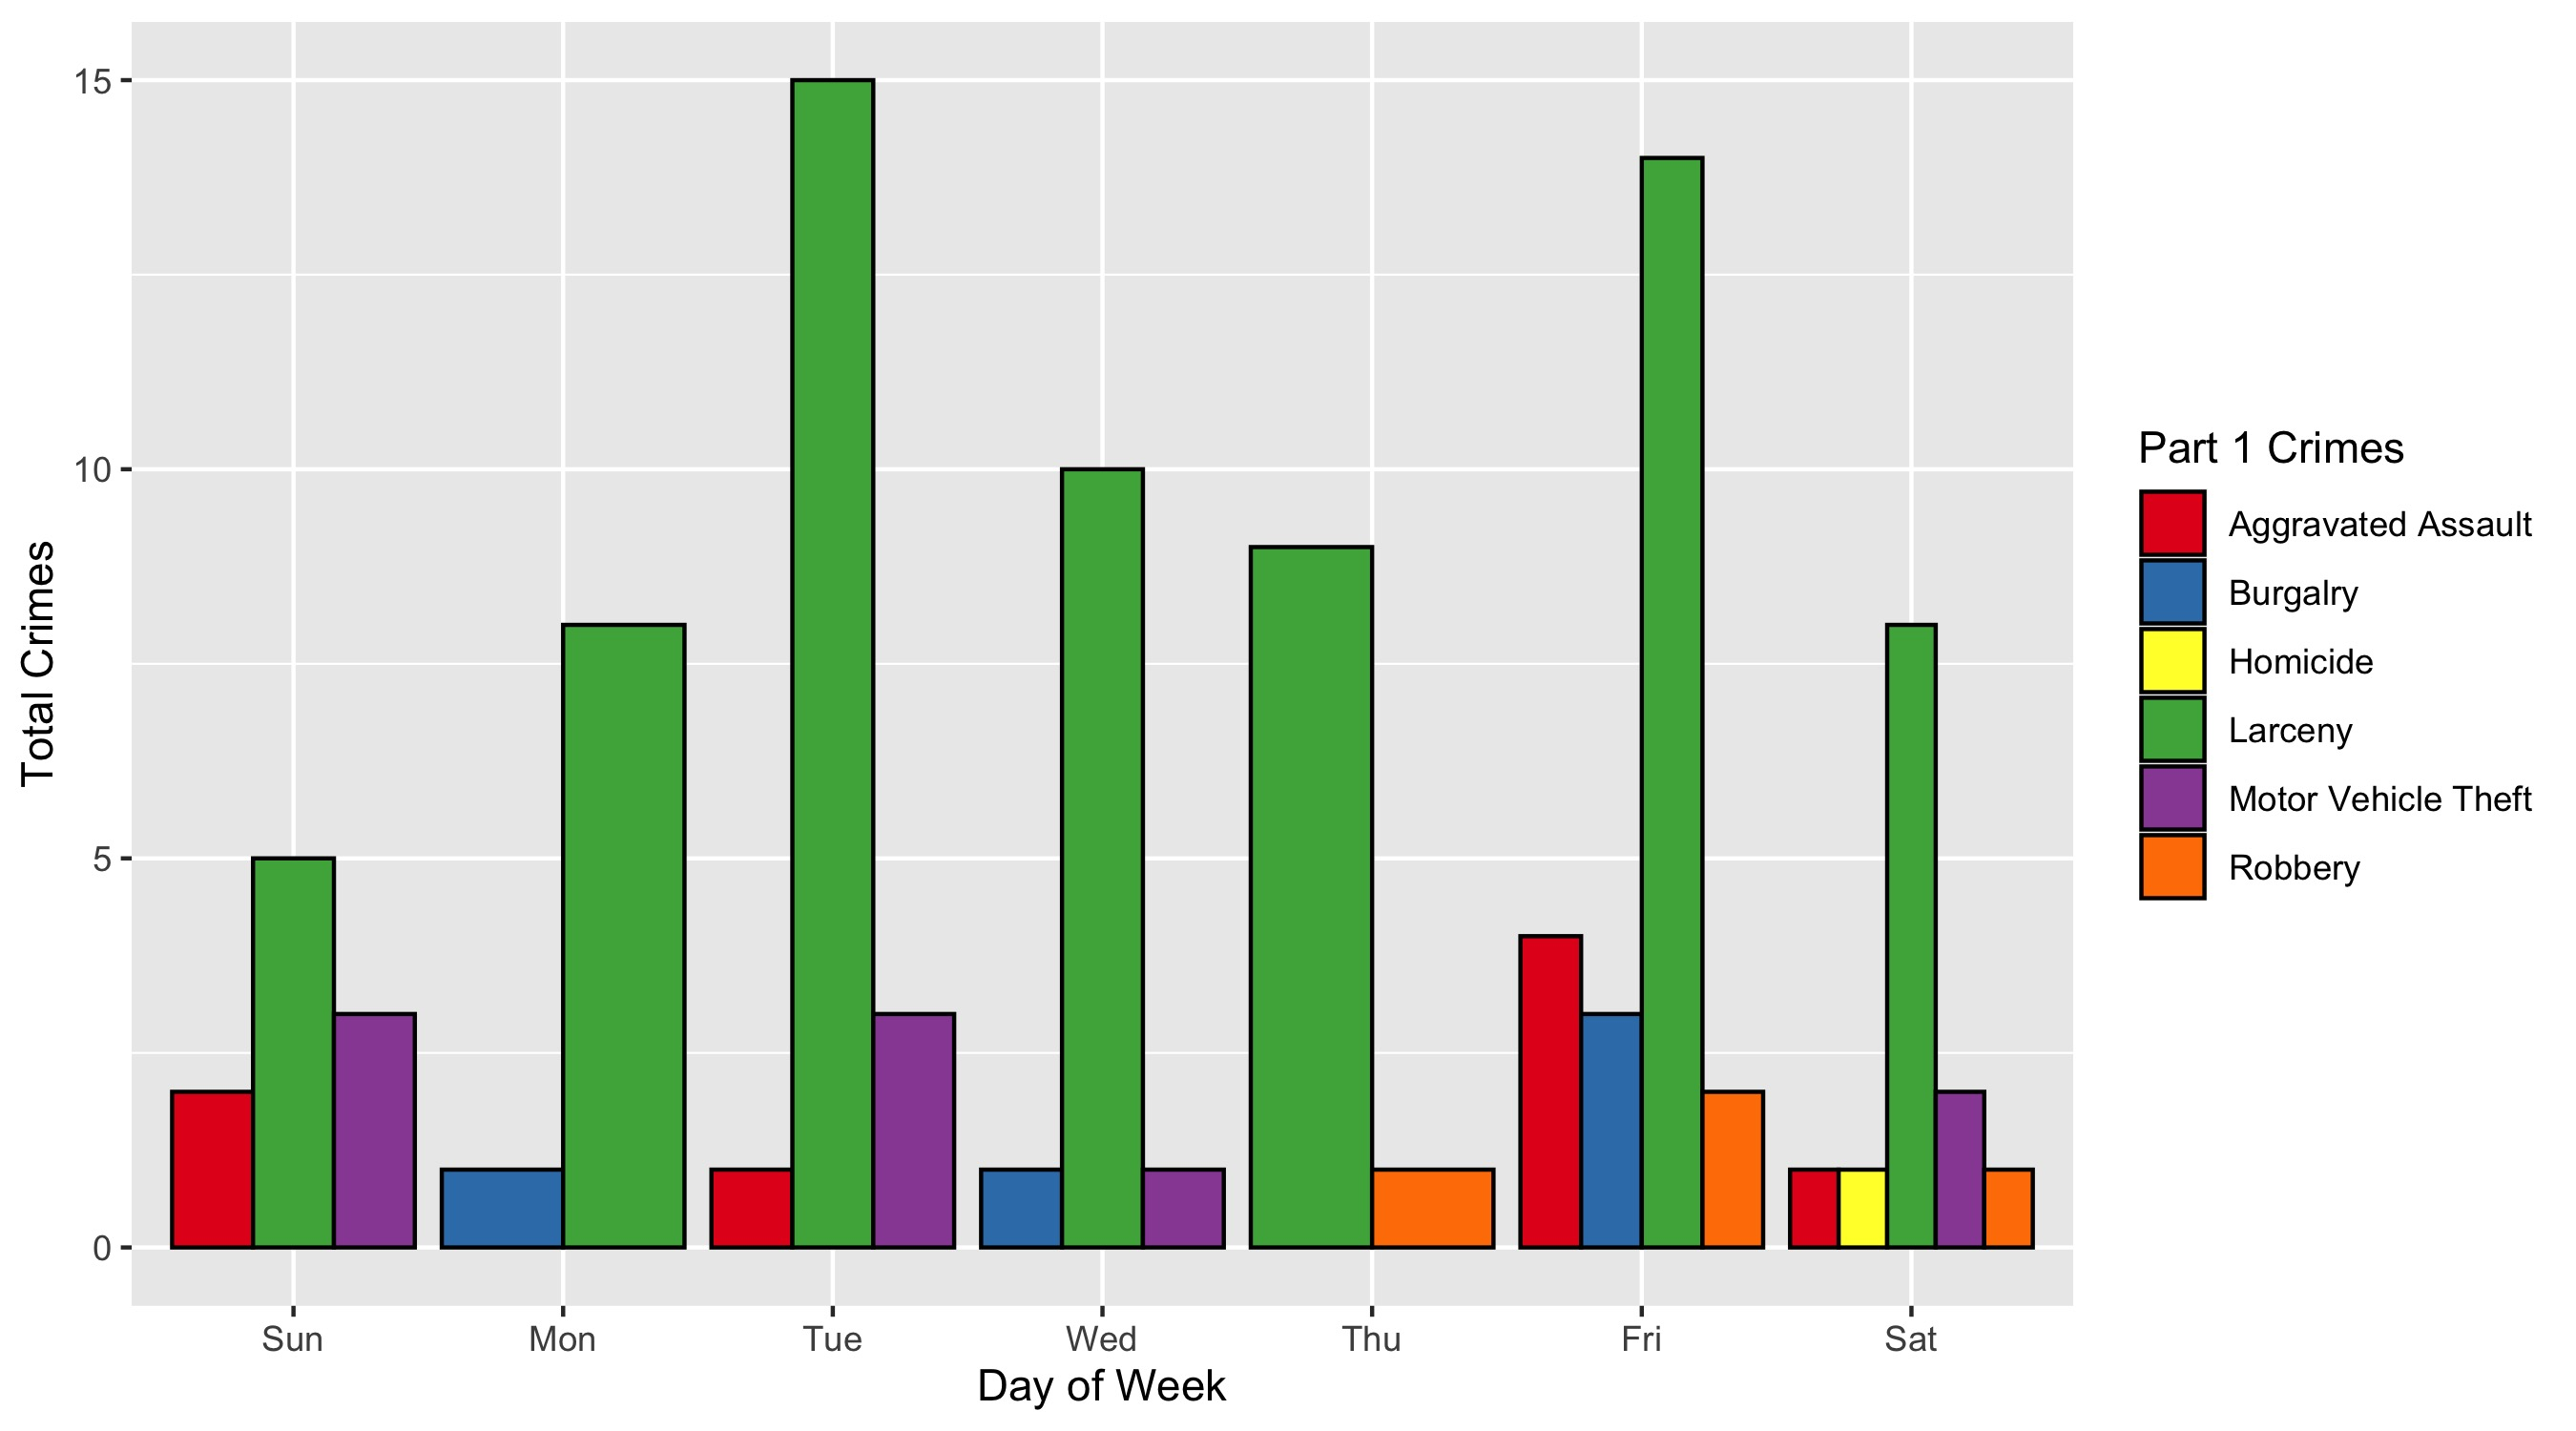 15
10
5
0
Total Crimes
Sun Mon Tue Wed Thu Fri Sat
Day of Week
Part 1 Crimes
Aggravated Assault
Burgalry
Homicide
Larceny
Motor Vehicle Theft
Robbery